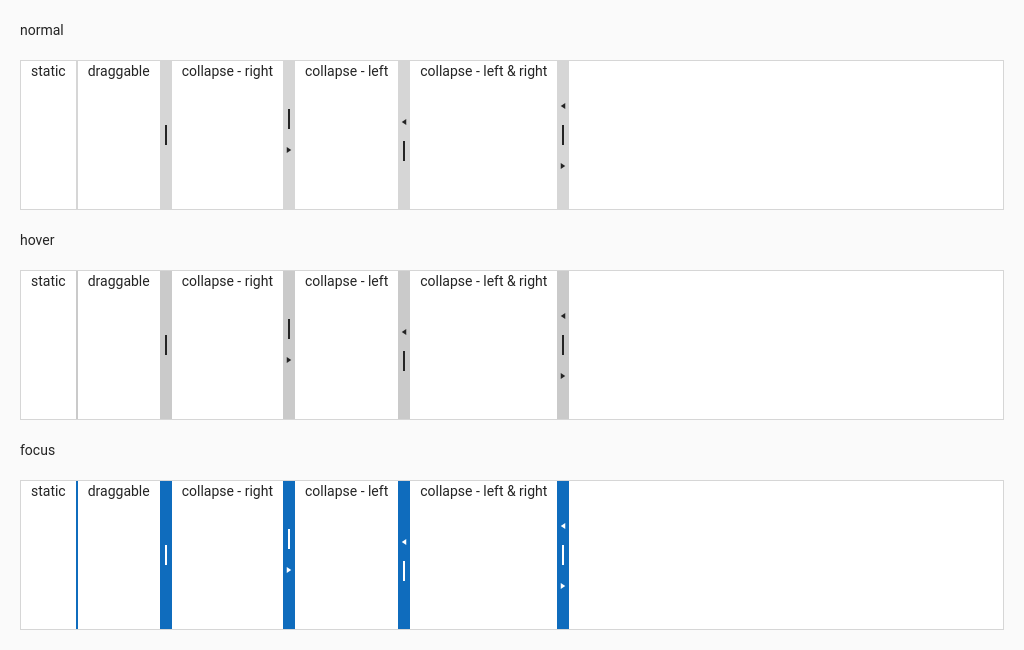 normal
static draggable collapse - right collapse - left collapse - left & right
hover
static draggable collapse - right collapse - left collapse - left & right
focus
static draggable collapse - right collapse - left collapse - left & right